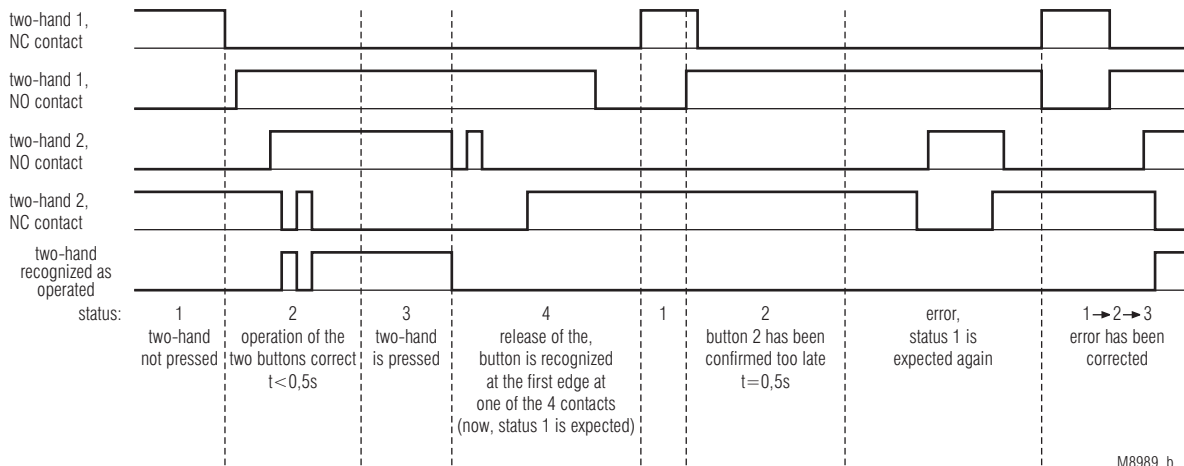 two-hand 1,
NC contact
two-hand 1,
NO contact
two-hand 2,
NO contact
two-hand 2,
NC contact
two-hand
recognized as
operated
status:
1
two-hand
not pressed
2
operation of the
two buttons correct
t<0,5s
3
two-hand
is pressed
4
release of the,
button is recognized
at the first edge at
one of the 4 contacts
(now, status 1 is expected)
1
2
button 2 has been
confirmed too late
t=0,5s
error,
status 1 is
expected again
1→2→3
error has been
corrected
M8989_b